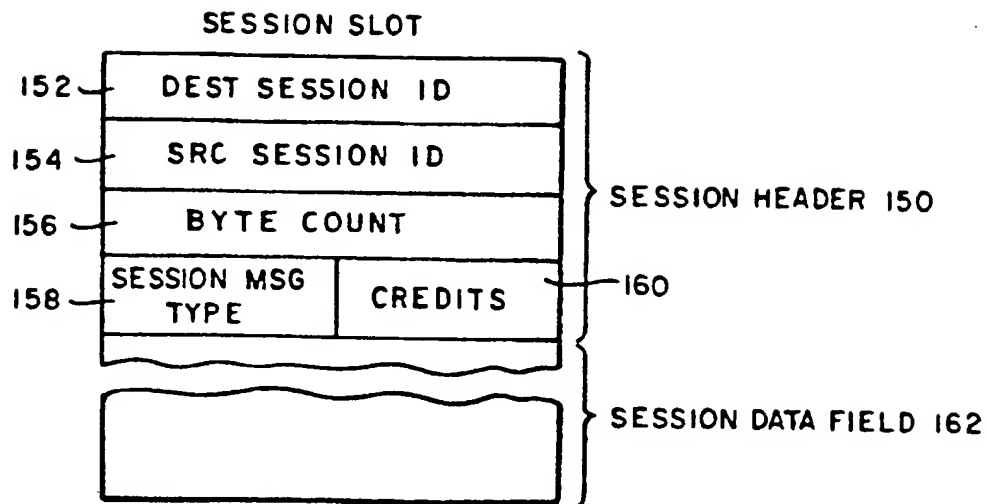 SESSION SLOT
152 DEST SESSION ID
154 SRC SESSION ID
SESSION HEADER 150
156 BYTE COUNT
158 SESSION MSG TYPE
CREDITS 160
SESSION DATA FIELD 162